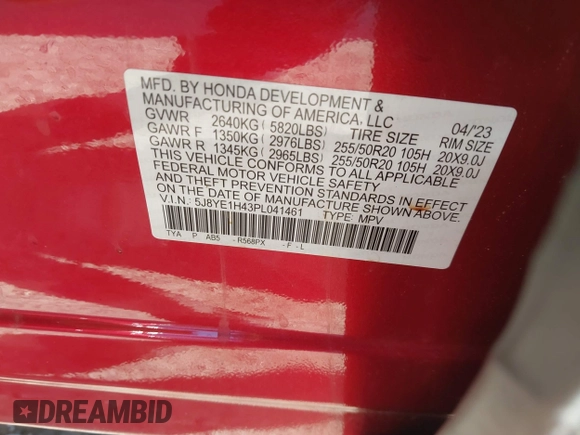 MFD. BY HONDA DEVELOPMENT &
MANUFACTURING OF AMERICA, LLC 04/'23
GVWR 2640KG ( 5820LBS) TIRE SIZE RIM SIZE
GAWR F 1350KG ( 2976LBS) 255/50R20 105H 20X9.0J
GAWR R 1345KG ( 2965LBS) 255/50R20 105H 20X9.0J
THIS VEHICLE CONFORMS TO ALL APPLICABLE
FEDERAL MOTOR VEHICLE SAFETY
AND THEFT PREVENTION STANDARDS IN EFFECT
ON THE DATE OF MANUFACTURE SHOWN ABOVE.
V.I.N.: 5J8YE1H43PL041461 TYPE: MPV
TYA P AB5 - R568PX - F - L
DREAMBID